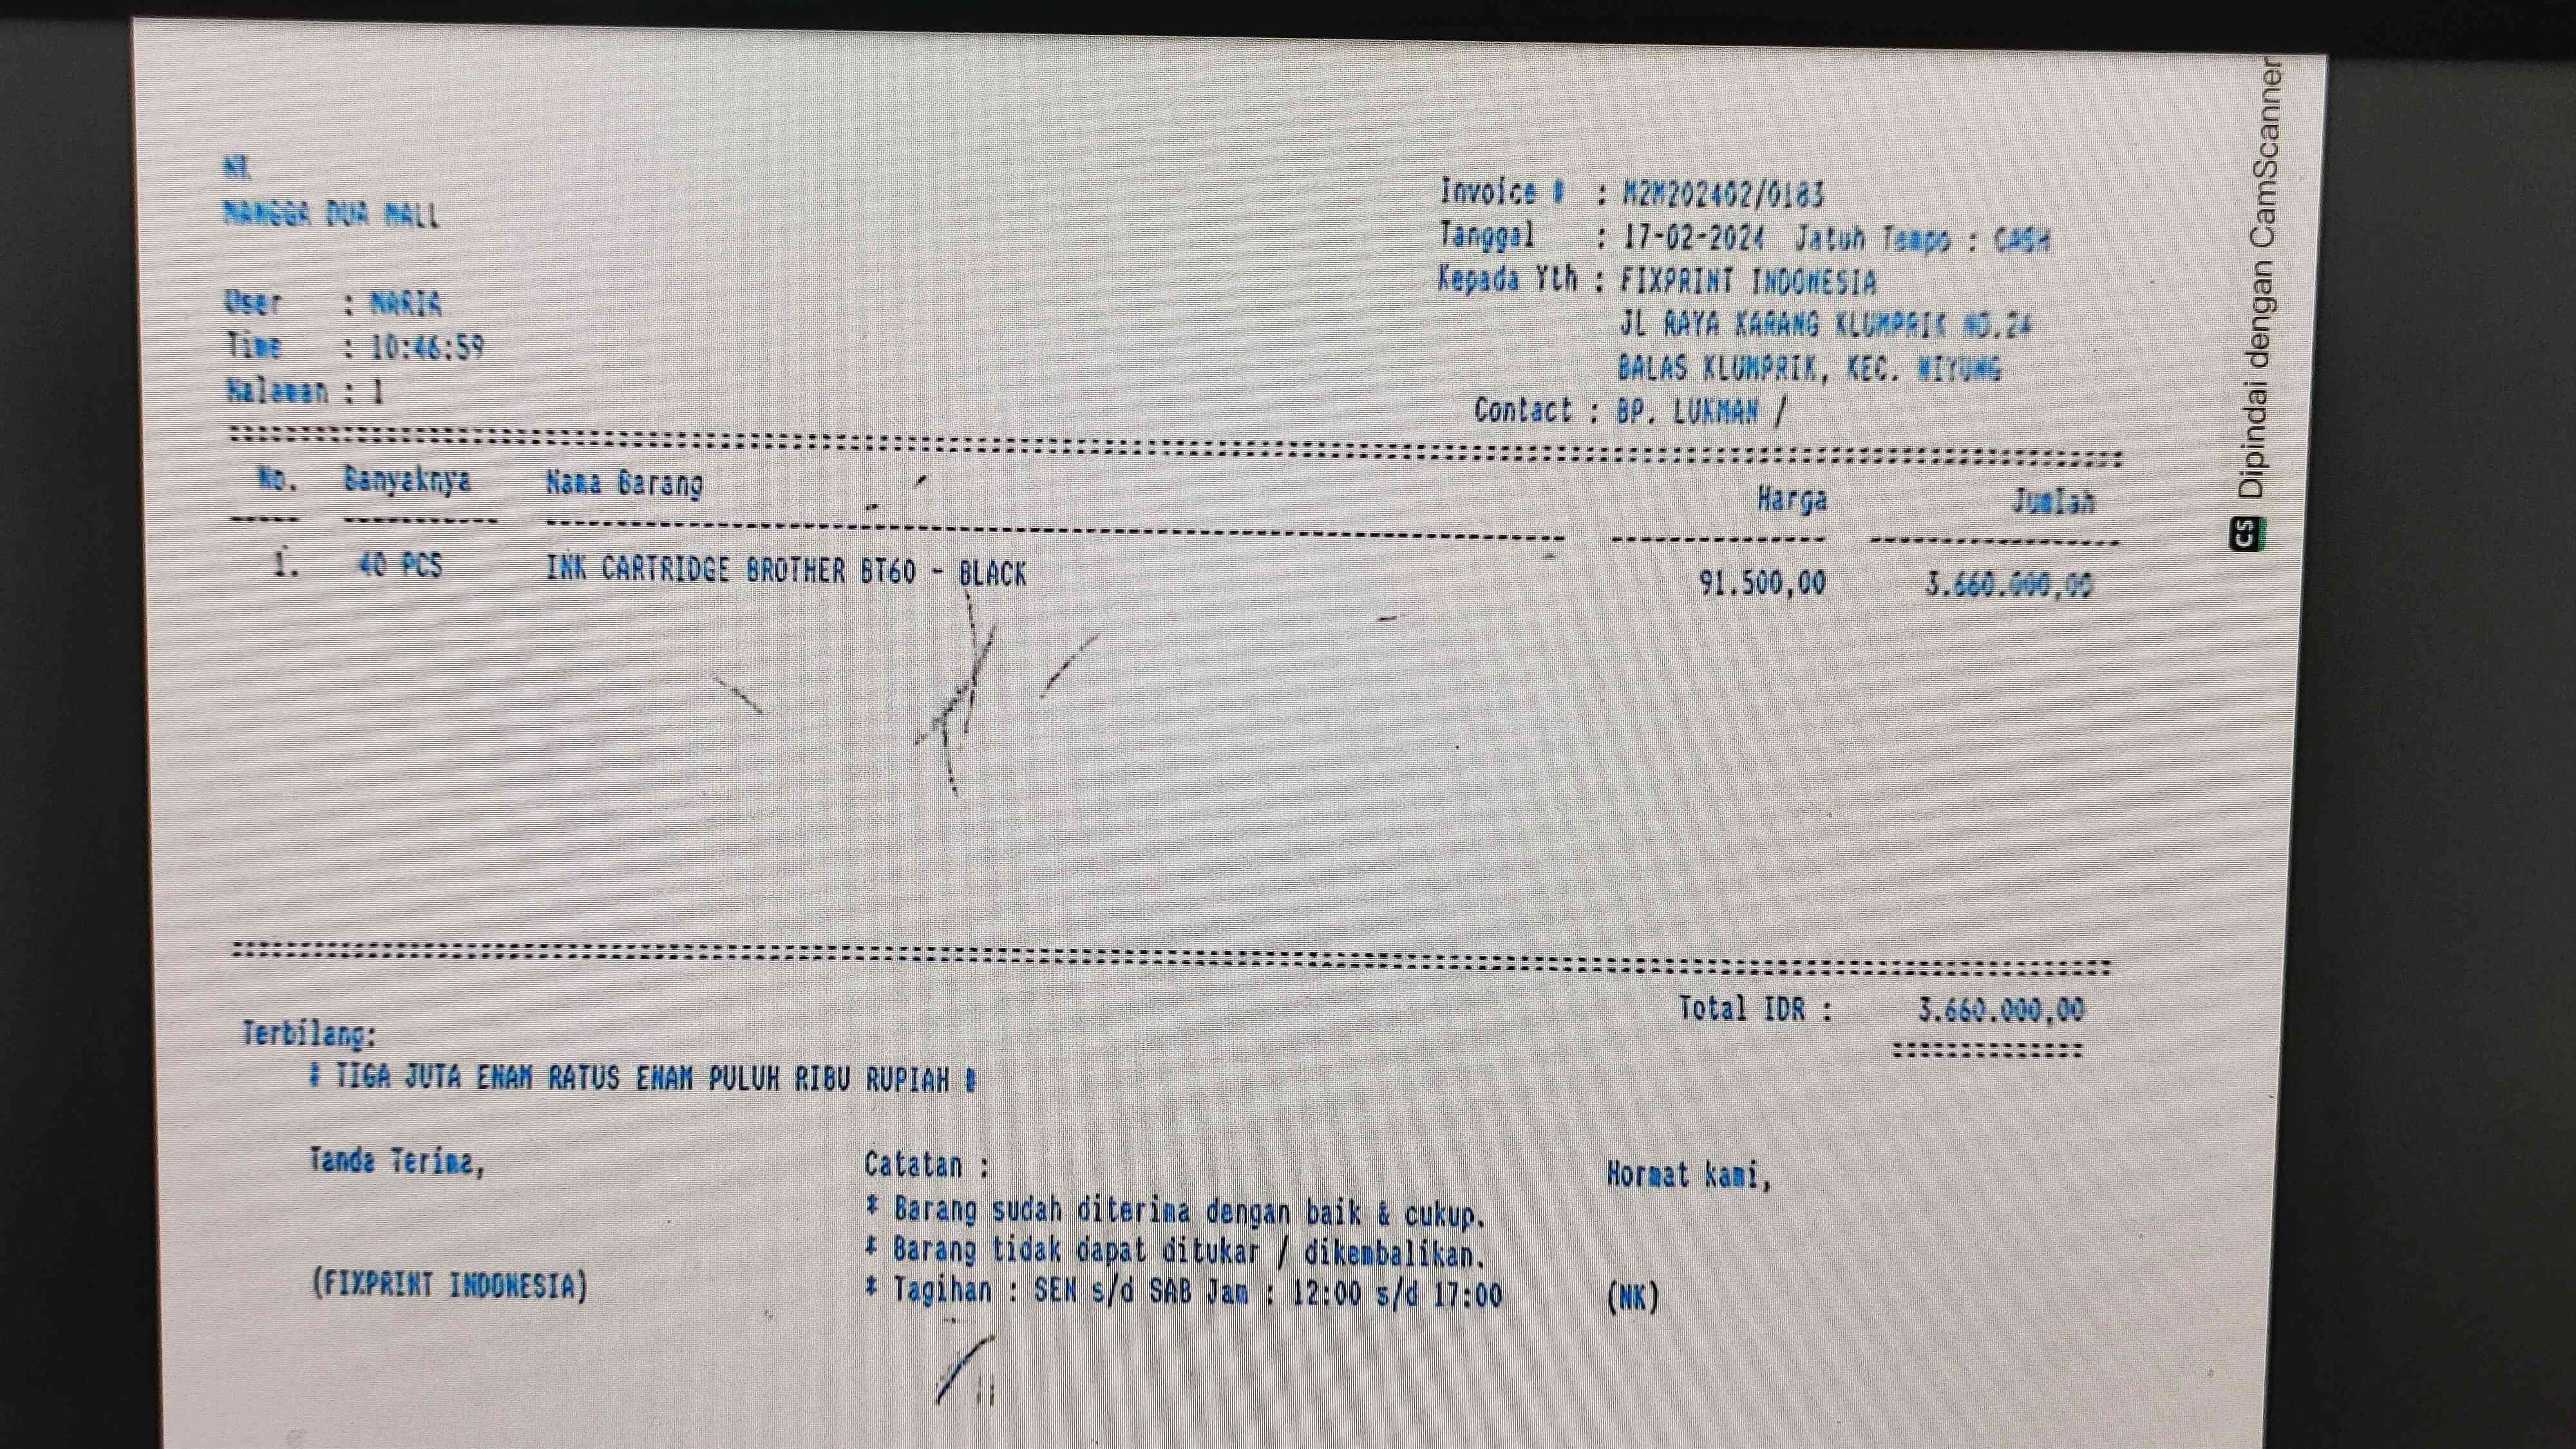 NK
MANGGA DUA MALL
User : MARIA
Time : 10:46:59
Halaman : 1
Invoice # : M2M202402/0183
Tanggal : 17-02-2024 Jatuh Tempo : CASH
Kepada Yth : FIXPRINT INDONESIA
JL RAYA KARANG KLUMPRIK NO.24
BALAS KLUMPRIK, KEC. WIYUNG
Contact : BP. LUKMAN /
No. Banyaknya Nama Barang Harga Jumlah
1. 40 PCS INK CARTRIDGE BROTHER BT60 - BLACK 91.500,00 3.660.000,00
Total IDR : 3.660.000,00
Terbilang:
# TIGA JUTA ENAM RATUS ENAM PULUH RIBU RUPIAH #
Tanda Terima,
(FIXPRINT INDONESIA)
Catatan :
* Barang sudah diterima dengan baik & cukup.
* Barang tidak dapat ditukar / dikembalikan.
* Tagihan : SEN s/d SAB Jam : 12:00 s/d 17:00
Hormat kami,
(NK)
CS Dipindai dengan CamScanner